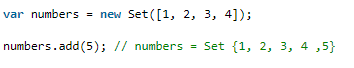 var numbers = new Set([1, 2, 3, 4]);
numbers.add(5); // numbers = Set {1, 2, 3, 4 ,5}